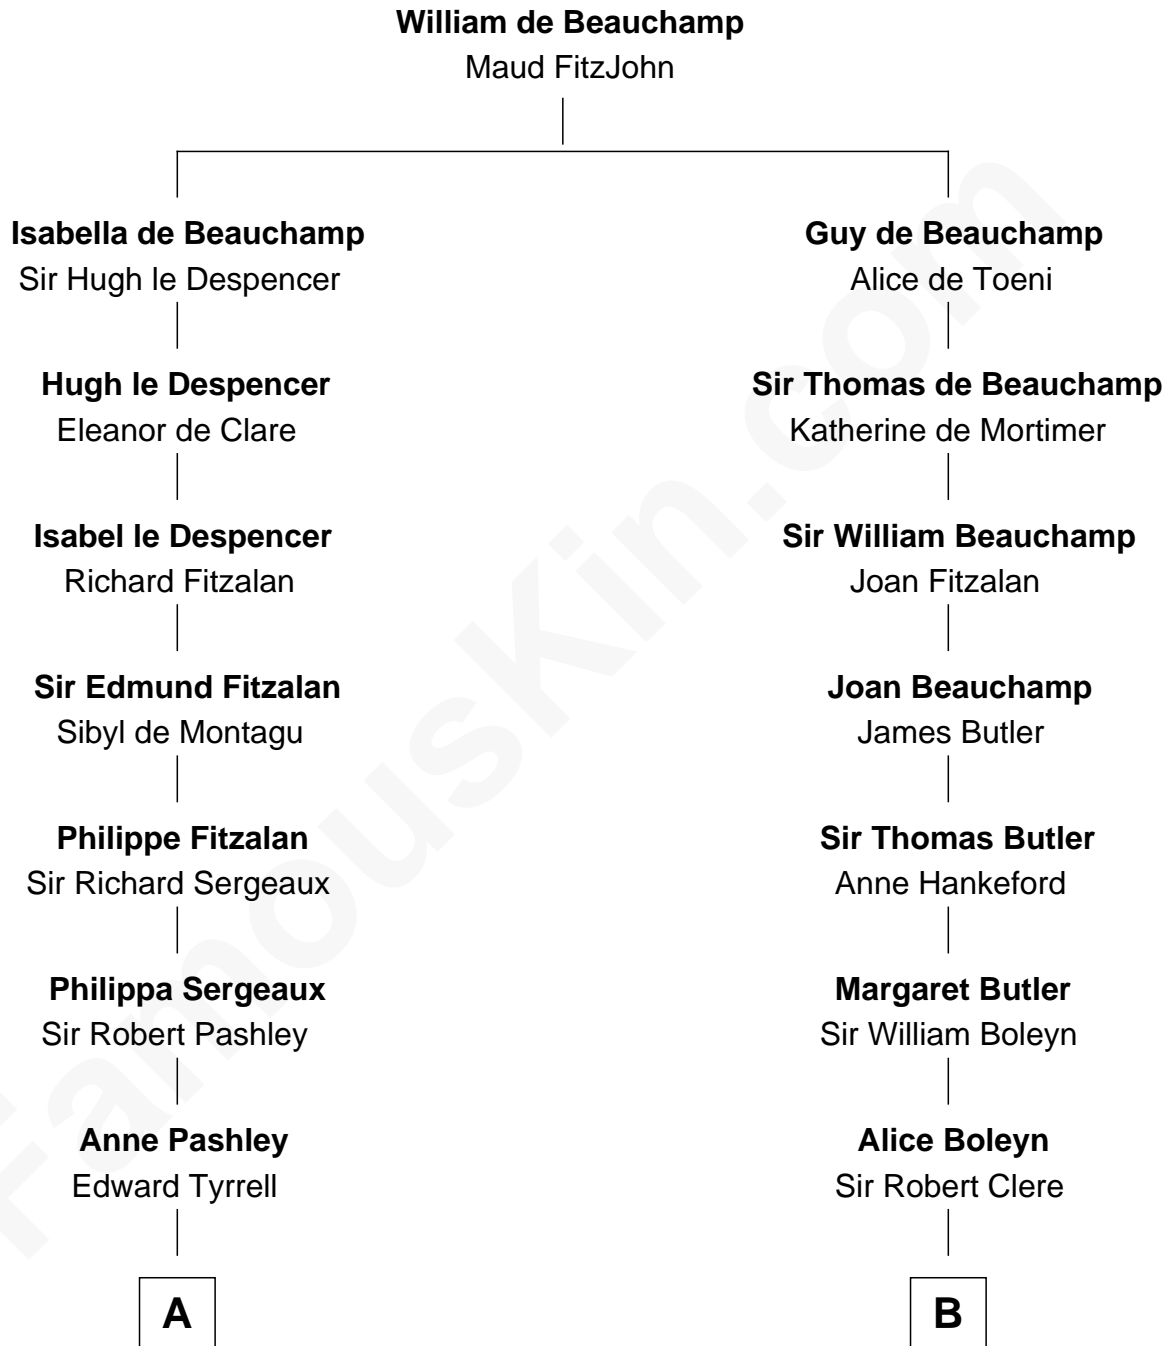 William de Beauchamp
Maud FitzJohn
Isabella de Beauchamp
Sir Hugh le Despencer
Guy de Beauchamp
Alice de Toeni
Hugh le Despencer
Eleanor de Clare
Sir Thomas de Beauchamp
Katherine de Mortimer
Isabel le Despencer
Richard Fitzalan
Sir William Beauchamp
Joan Fitzalan
Sir Edmund Fitzalan
Sibyl de Montagu
Joan Beauchamp
James Butler
Philippe Fitzalan
Sir Richard Sergeaux
Sir Thomas Butler
Anne Hankeford
Philippa Sergeaux
Sir Robert Pashley
Margaret Butler
Sir William Boleyn
Anne Pashley
Edward Tyrrell
Alice Boleyn
Sir Robert Clere
A
B
FamousKin.com